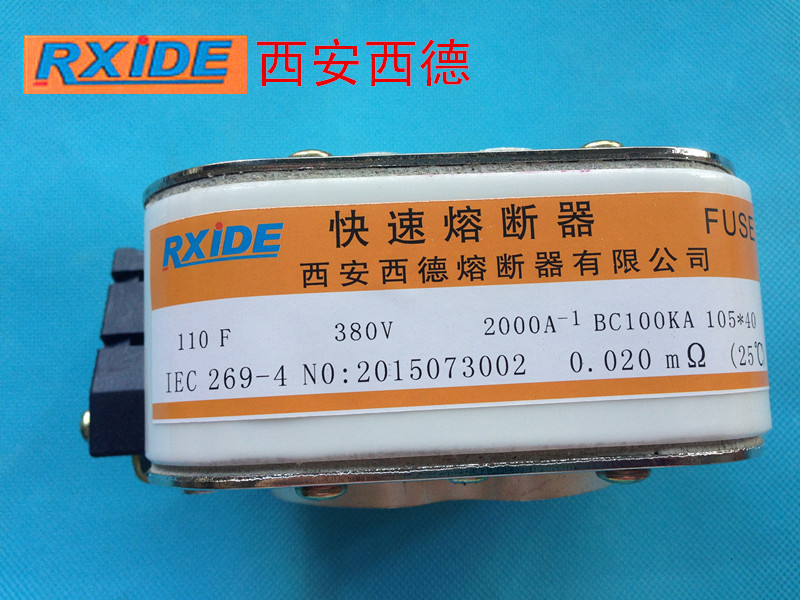 RXIDE 西安西德
RXIDE 快速熔断器 FUSE
西安西德熔断器有限公司
110 F 380V 2000A-1 BC100KA 105*40
IEC 269-4 NO:2015073002 0.020 mΩ (25℃